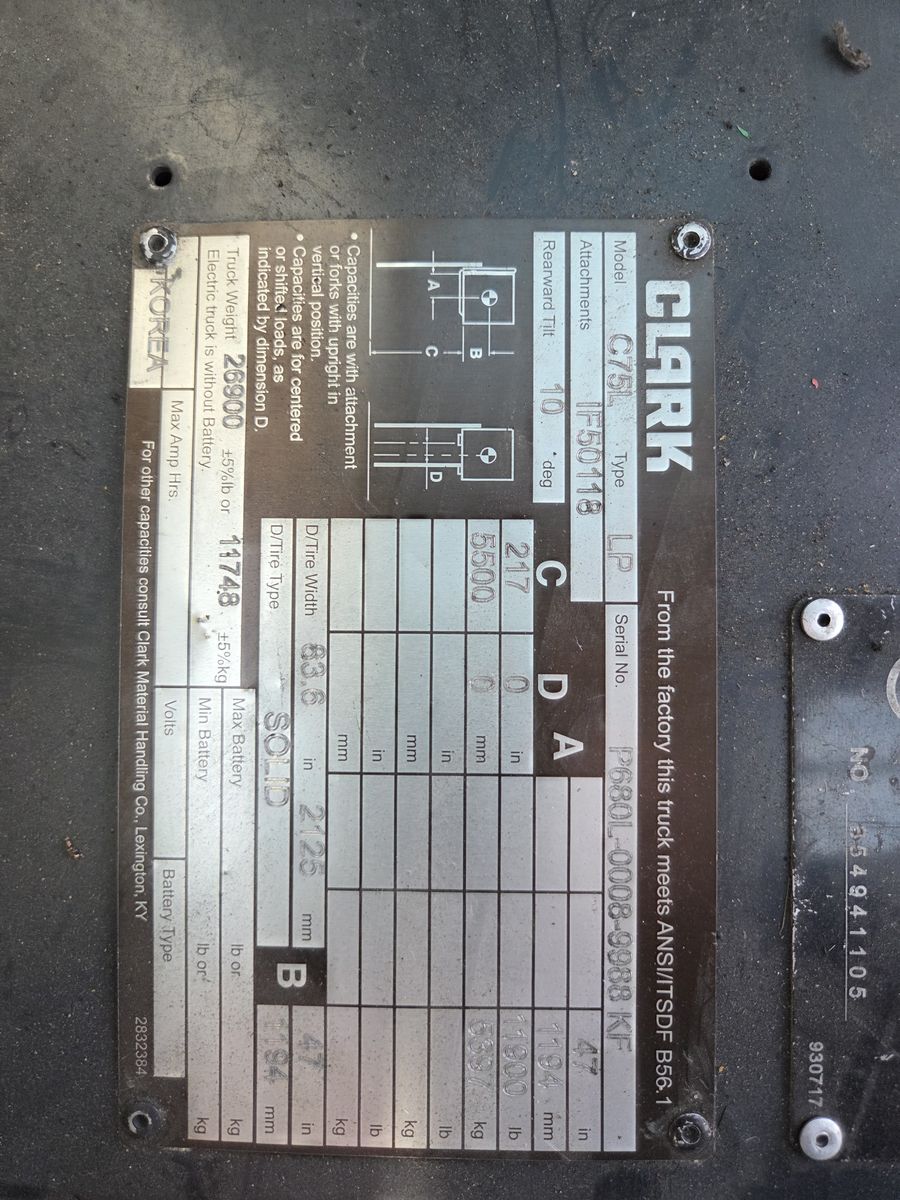 CLARK From the factory this truck meets ANSI/ITSDF B56.1
Model C75L Type LP Serial No. P680L-0008-9988 KF
Attachments IF50118
Rearward Tilt 10 ° deg
A 47 in
1194 mm
C D
217 0 in 11900 lb
5500 0 mm 5397 kg
in lb
mm kg
in lb
mm kg
A
B
C
D
• Capacities are with attachment
or forks with upright in
vertical position.
• Capacities are for centered
or shifted loads, as
indicated by dimension D.
D/Tire Width 83.6 in 2125 mm
D/Tire Type SOLID
B 47 in
1194 mm
Truck Weight 26900 ±5%lb or 11748 ±5%kg
Electric truck is without Battery.
Max Battery lb or kg
Min Battery lb or kg
KOREA Max Amp Hrs. Volts Battery Type
For other capacities consult Clark Material Handling Co., Lexington, KY 2832384
NO 54941105
930717